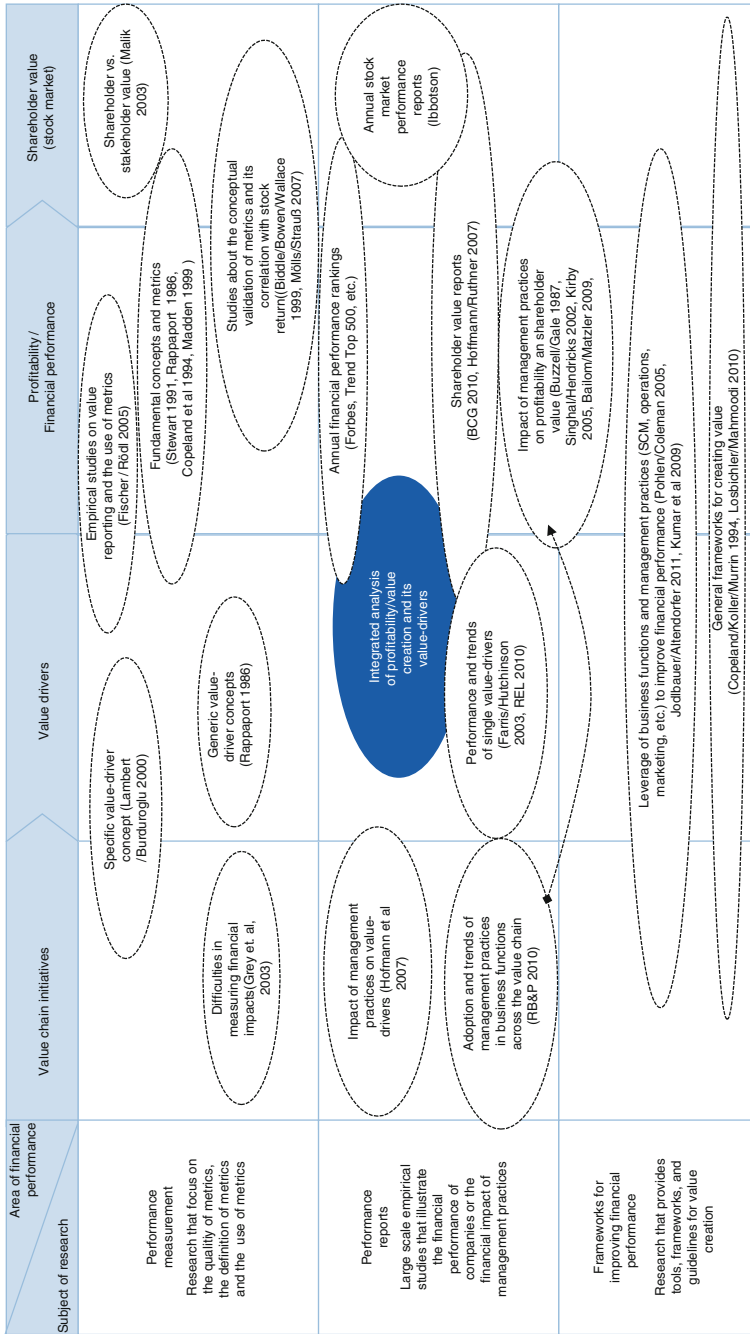 Area of financial
performance
Subject of research
Value chain initiatives
Value drivers
Profitability /
Financial performance
Shareholder value
(stock market)
Performance
measurement
Research that focus on
the quality of metrics,
the definition of metrics
and the use of metrics
Specific value-driver
concept (Lambert
/Burduroglu 2000)
Empirical studies on value
reporting and the use of metrics
(Fischer / Rödl 2005)
Shareholder vs.
stakeholder value (Malik
2003)
Fundamental concepts and metrics
(Stewart 1991, Rappaport 1986,
Copeland et al 1994, Madden 1999 )
Difficulties in
measuring financial
impacts(Grey et. al,
2003)
Generic value-
driver concepts
(Rappaport 1986)
Studies about the conceptual
validation of metrics and its
correlation with stock
return((Biddle/Bowen/Wallace
1999, Mölls/Strauß 2007)
Performance
reports
Large scale empirical
studies that illustrate
the financial
performance of
companies or the
financial impact of
management practices
Impact of management
practices on value-
drivers (Hofmann et al
2007)
Integrated analysis
of profitability/value
creation and its
value-drivers
Annual financial performance rankings
(Forbes, Trend Top 500, etc.)
Annual stock
market
performance
reports
(Ibbotson)
Adoption and trends of
management practices
in business functions
across the value chain
(RB&P 2010)
Performance and trends
of single value-drivers
(Farris/Hutchinson
2003, REL 2010)
Shareholder value reports
(BCG 2010, Hoffmann/Ruthner 2007)
Impact of management practices
on profitability an shareholder
value (Buzzell/Gale 1987,
Singhal/Hendricks 2002, Kirby
2005, Bailom/Matzler 2009,
Frameworks for
improving financial
performance
Research that provides
tools, frameworks, and
guidelines for value
creation
Leverage of business functions and management practices (SCM, operations,
marketing, etc.) to improve financial performance (Pohlen/Coleman 2005,
Jodlbauer/Altendorfer 2011, Kumar et al 2009)
General frameworks for creating value
(Copeland/Koller/Murrin 1994, Losbichler/Mahmoodi 2010)